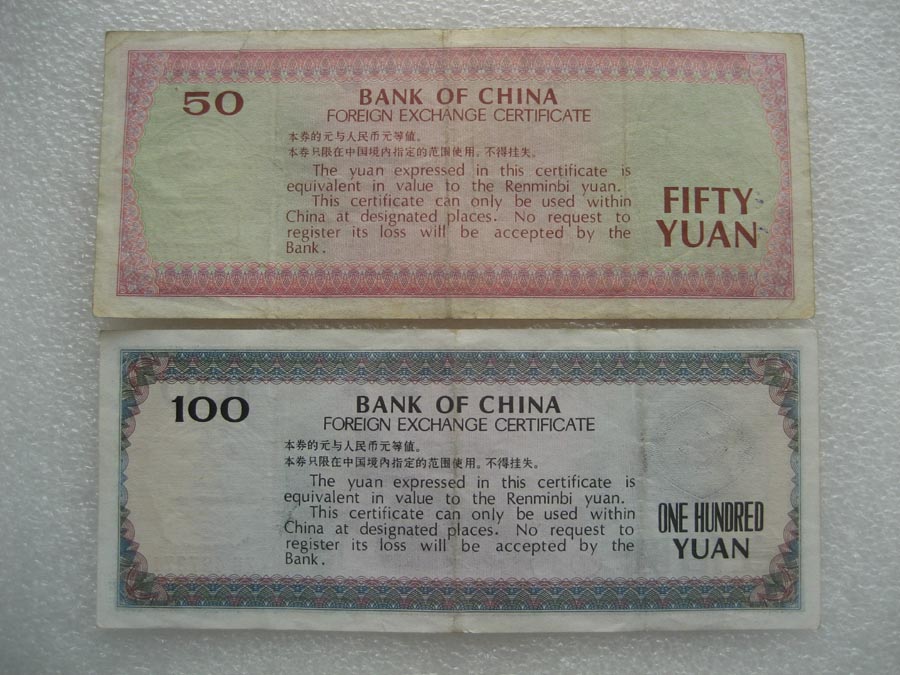 50
BANK OF CHINA
FOREIGN EXCHANGE CERTIFICATE
本券的元与人民币元等值。
本券只限在中国境内指定的范围使用。不得挂失。
The yuan expressed in this certificate is
equivalent in value to the Renminbi yuan.
This certificate can only be used within
China at designated places. No request to
register its loss will be accepted by the
Bank.
FIFTY
YUAN
100
BANK OF CHINA
FOREIGN EXCHANGE CERTIFICATE
本券的元与人民币元等值。
本券只限在中国境内指定的范围使用。不得挂失。
The yuan expressed in this certificate is
equivalent in value to the Renminbi yuan.
This certificate can only be used within
China at designated places. No request to
register its loss will be accepted by the
Bank.
ONE HUNDRED
YUAN